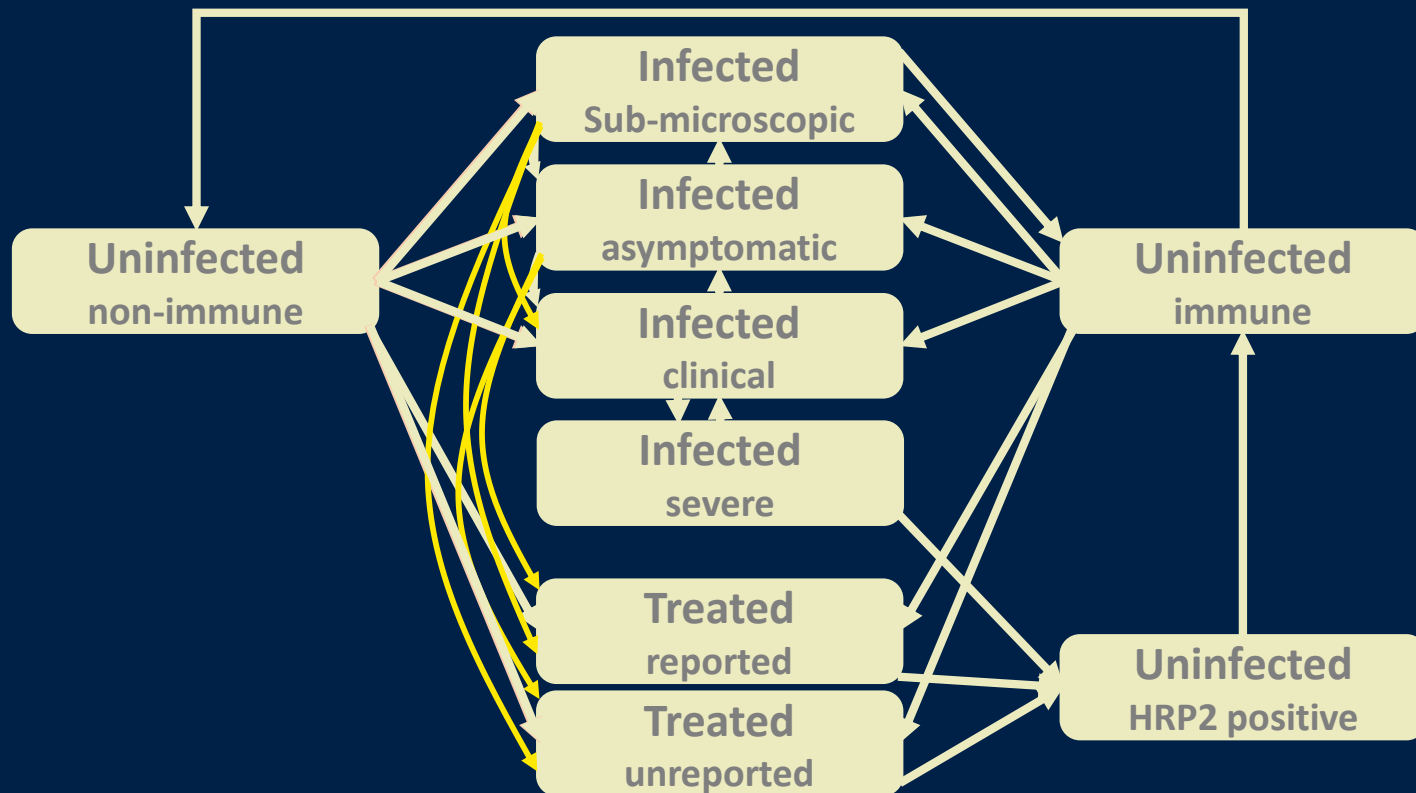 Infected
Sub-microscopic
Infected
asymptomatic
Uninfected
non-immune
Uninfected
immune
Infected
clinical
Infected
severe
Treated
reported
Uninfected
HRP2 positive
Treated
unreported